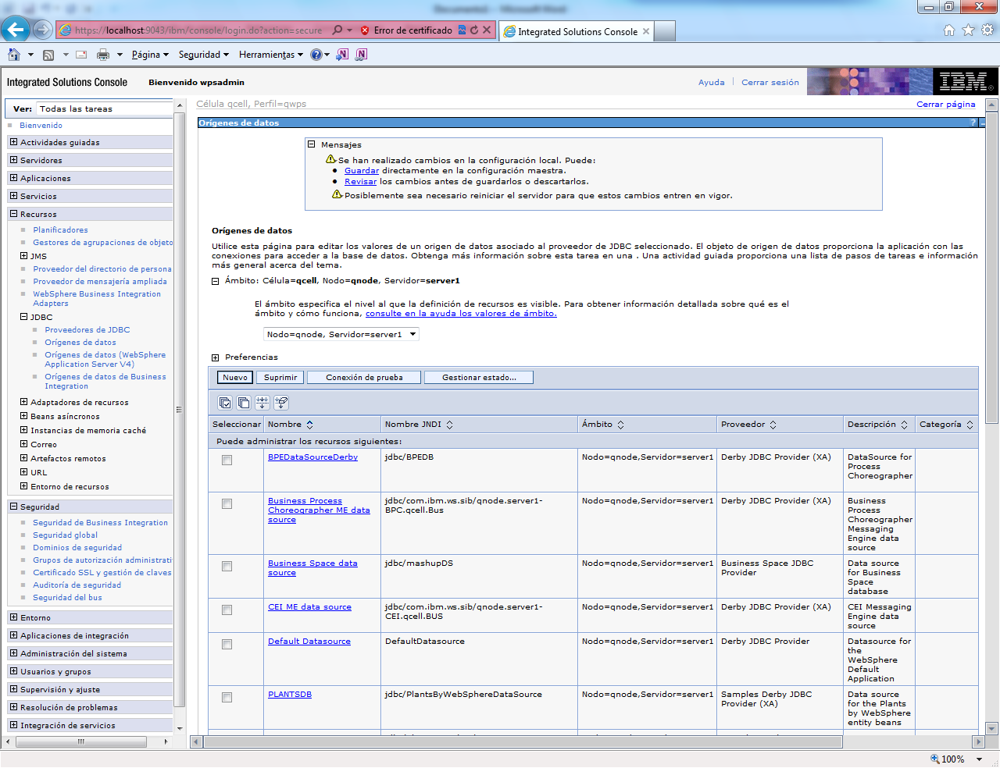 Documento1 - Microsoft Word
https://localhost:9043/ibm/console/login.do?action=secure
Error de certificado
Integrated Solutions Console
Página
Seguridad
Herramientas
Integrated Solutions Console
Bienvenido wpsadmin
Ayuda
Cerrar sesión
IBM®
Ver: Todas las tareas
Bienvenido
Actividades guiadas
Servidores
Aplicaciones
Servicios
Recursos
Planificadores
Gestores de agrupaciones de objeto
JMS
Proveedor del directorio de persona
Proveedor de mensajería ampliada
WebSphere Business Integration
Adapters
JDBC
Proveedores de JDBC
Orígenes de datos
Orígenes de datos (WebSphere
Application Server V4)
Orígenes de datos de Business
Integration
Adaptadores de recursos
Beans asíncronos
Instancias de memoria caché
Correo
Artefactos remotos
URL
Entorno de recursos
Seguridad
Seguridad de Business Integration
Seguridad global
Dominios de seguridad
Grupos de autorización administrati
Certificado SSL y gestión de claves
Auditoría de seguridad
Seguridad del bus
Entorno
Aplicaciones de integración
Administración del sistema
Usuarios y grupos
Supervisión y ajuste
Resolución de problemas
Integración de servicios
Célula qcell, Perfil=qwps
Cerrar página
Orígenes de datos
?
Mensajes
Se han realizado cambios en la configuración local. Puede:
Guardar directamente en la configuración maestra.
Revisar los cambios antes de guardarlos o descartarlos.
Posiblemente sea necesario reiniciar el servidor para que estos cambios entren en vigor.
Orígenes de datos
Utilice esta página para editar los valores de un origen de datos asociado al proveedor de JDBC seleccionado. El objeto de origen de datos proporciona la aplicación con las
conexiones para acceder a la base de datos. Obtenga más información sobre esta tarea en una . Una actividad guiada proporciona una lista de pasos de tareas e información
más general acerca del tema.
Ámbito: Célula=qcell, Nodo=qnode, Servidor=server1
El ámbito especifica el nivel al que la definición de recursos es visible. Para obtener información detallada sobre qué es el
ámbito y cómo funciona, consulte en la ayuda los valores de ámbito.
Nodo=qnode, Servidor=server1
Preferencias
Nuevo Suprimir Conexión de prueba Gestionar estado...
Seleccionar Nombre Nombre JNDI Ámbito Proveedor Descripción Categoría
Puede administrar los recursos siguientes:
BPEDataSourceDerby jdbc/BPEDB Nodo=qnode,Servidor=server1 Derby JDBC Provider (XA) DataSource for
Process
Choreographer
Business Process jdbc/com.ibm.ws.sib/qnode.server1- Nodo=qnode,Servidor=server1 Derby JDBC Provider (XA) Business
Choreographer ME data BPC.qcell.Bus Process
source Choreographer
Messaging
Engine data
source
Business Space data jdbc/mashupDS Nodo=qnode,Servidor=server1 Business Space JDBC Data source
source Provider for Business
Space
database
CEI ME data source jdbc/com.ibm.ws.sib/qnode.server1- Nodo=qnode,Servidor=server1 Derby JDBC Provider (XA) CEI Messaging
CEI.qcell.BUS Engine data
source
Default Datasource DefaultDatasource Nodo=qnode,Servidor=server1 Derby JDBC Provider Datasource for
the
WebSphere
Default
Application
PLANTSDB jdbc/PlantsByWebSphereDataSource Nodo=qnode,Servidor=server1 Samples Derby JDBC Data source
Provider (XA) for the Plants
by WebSphere
entity beans
100%